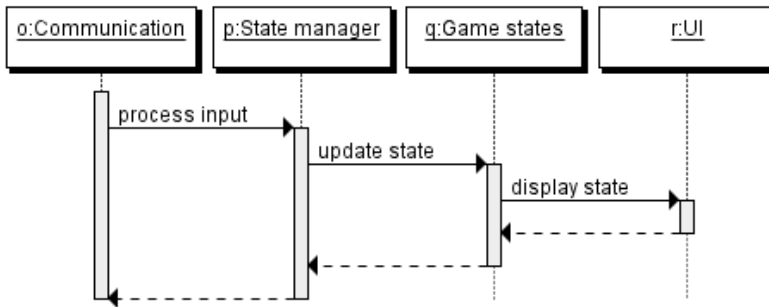 o:Communication
p:State manager
q:Game states
r:UI
process input
update state
display state